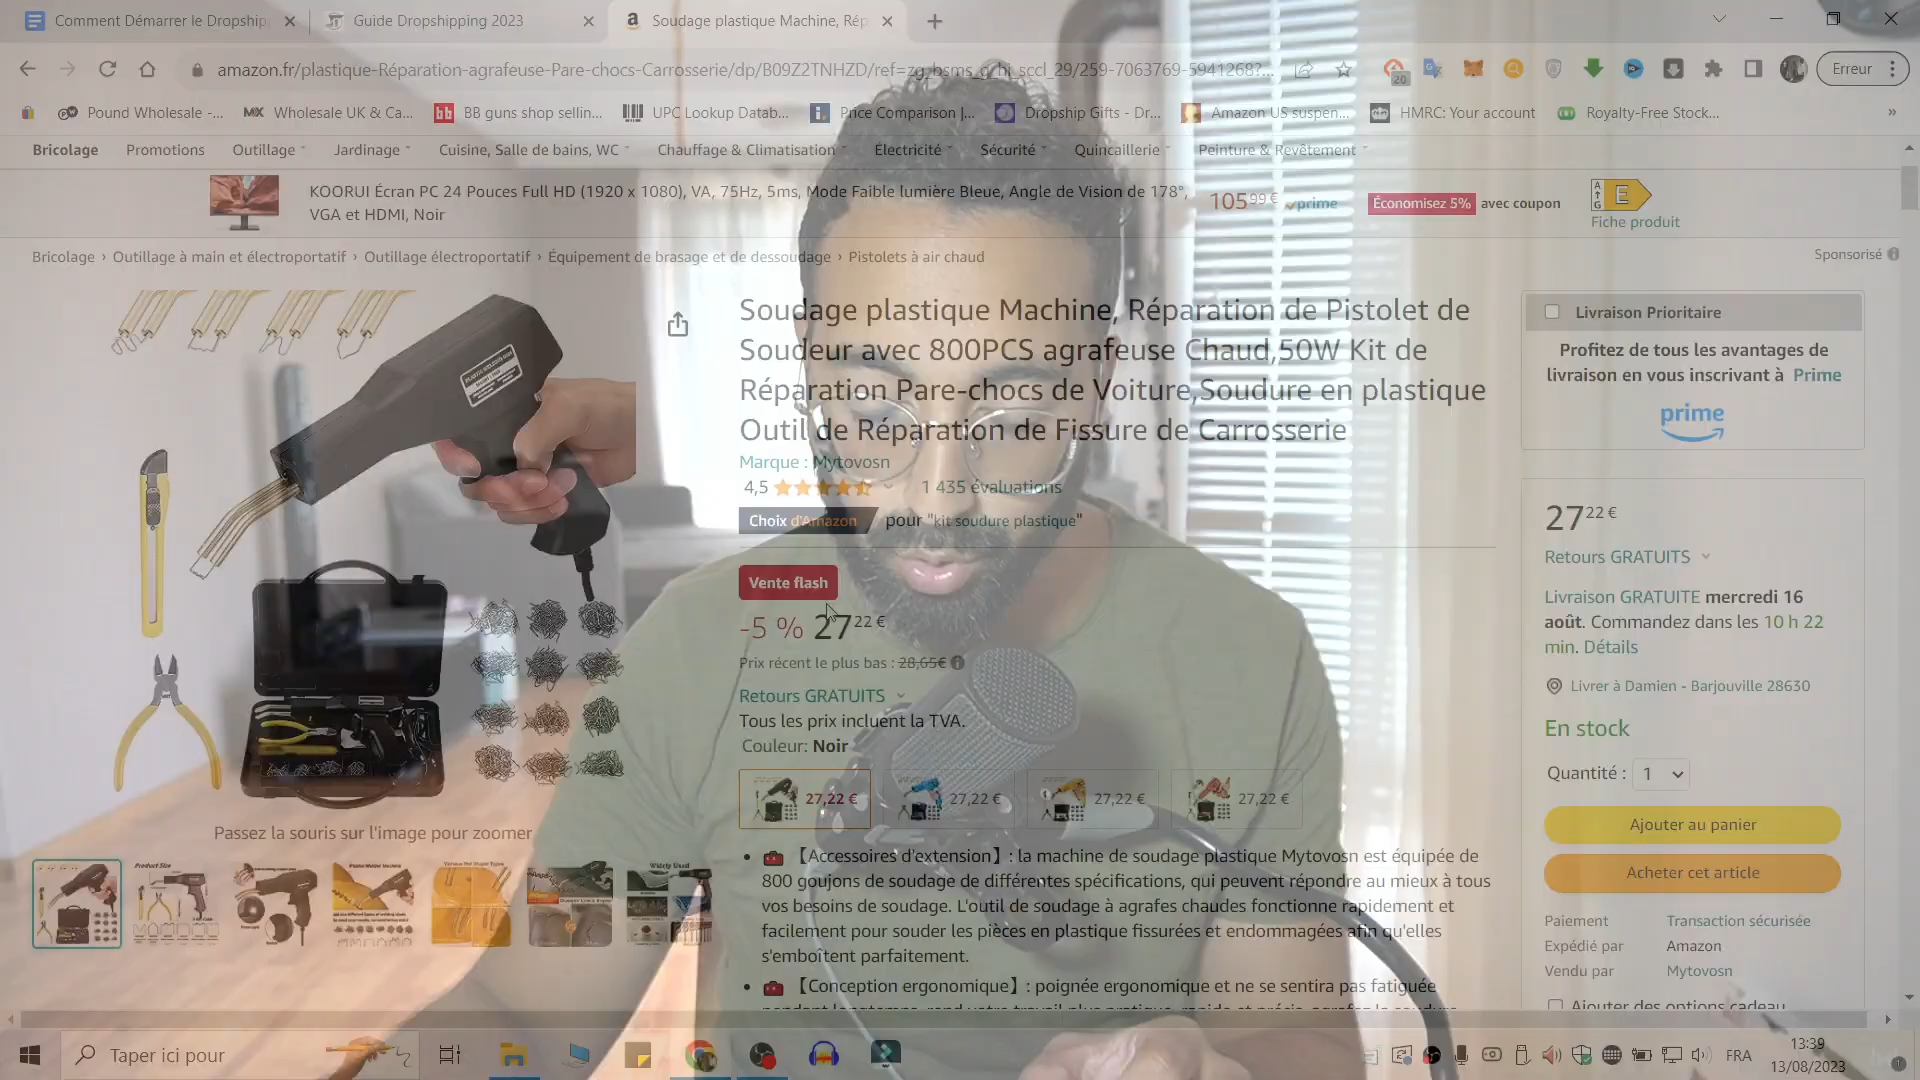 Comment Démarrer le Dropship
Guide Dropshipping 2023
Soudage plastique Machine, Rép
amazon.fr/plastique-Réparation-agrafeuse-Pare-chocs-Carrosserie/dp/B09Z2TNHZD/ref=zg_bsms_g_hi_sccl_29/259-7063769-5941268?...
20
Erreur
Pound Wholesale -...
Wholesale UK & Ca...
BB guns shop sellin...
UPC Lookup Datab...
Price Comparison |...
Dropship Gifts - Dr...
Amazon US suspen...
HMRC: Your account
Royalty-Free Stock...
»
Bricolage Promotions Outillage Jardinage Cuisine, Salle de bains, WC Chauffage & Climatisation Électricité Sécurité Quincaillerie Peinture & Revêtement
KOORUI Écran PC 24 Pouces Full HD (1920 x 1080), VA, 75Hz, 5ms, Mode Faible lumière Bleue, Angle de Vision de 178°,
VGA et HDMI, Noir
105 99 € prime
Économisez 5% avec coupon
A G E
Fiche produit
Bricolage › Outillage à main et électroportatif › Outillage électroportatif › Équipement de brasage et de dessoudage › Pistolets à air chaud
Sponsorisé
Soudage plastique Machine, Réparation de Pistolet de
Soudeur avec 800PCS agrafeuse Chaud,50W Kit de
Réparation Pare-chocs de Voiture,Soudure en plastique
Outil de Réparation de Fissure de Carrosserie
Marque : Mytovosn
4,5 1 435 évaluations
Choix d'Amazon pour "kit soudure plastique"
Vente flash
-5 % 27 22 €
Prix récent le plus bas : 28,65€
Retours GRATUITS
Tous les prix incluent la TVA.
Couleur: Noir
27,22 € 27,22 € 27,22 € 27,22 €
【Accessoires d'extension】: la machine de soudage plastique Mytovosn est équipée de
800 goujons de soudage de différentes spécifications, qui peuvent répondre au mieux à tous
vos besoins de soudage. L'outil de soudage à agrafes chaudes fonctionne rapidement et
facilement pour souder les pièces en plastique fissurées et endommagées afin qu'elles
s'emboîtent parfaitement.
【Conception ergonomique】: poignée ergonomique et ne se sentira pas fatiguée
Passez la souris sur l'image pour zoomer
Product Size
Widely Used
Livraison Prioritaire
Profitez de tous les avantages de
livraison en vous inscrivant à Prime
prime
27 22 €
Retours GRATUITS
Livraison GRATUITE mercredi 16
août. Commandez dans les 10 h 22
min. Détails
Livrer à Damien - Barjouville 28630
En stock
Quantité : 1
Ajouter au panier
Acheter cet article
Paiement Transaction sécurisée
Expédié par Amazon
Vendu par Mytovosn
Ajouter des options cadeau
Taper ici pour
FRA
13:39
13/08/2023